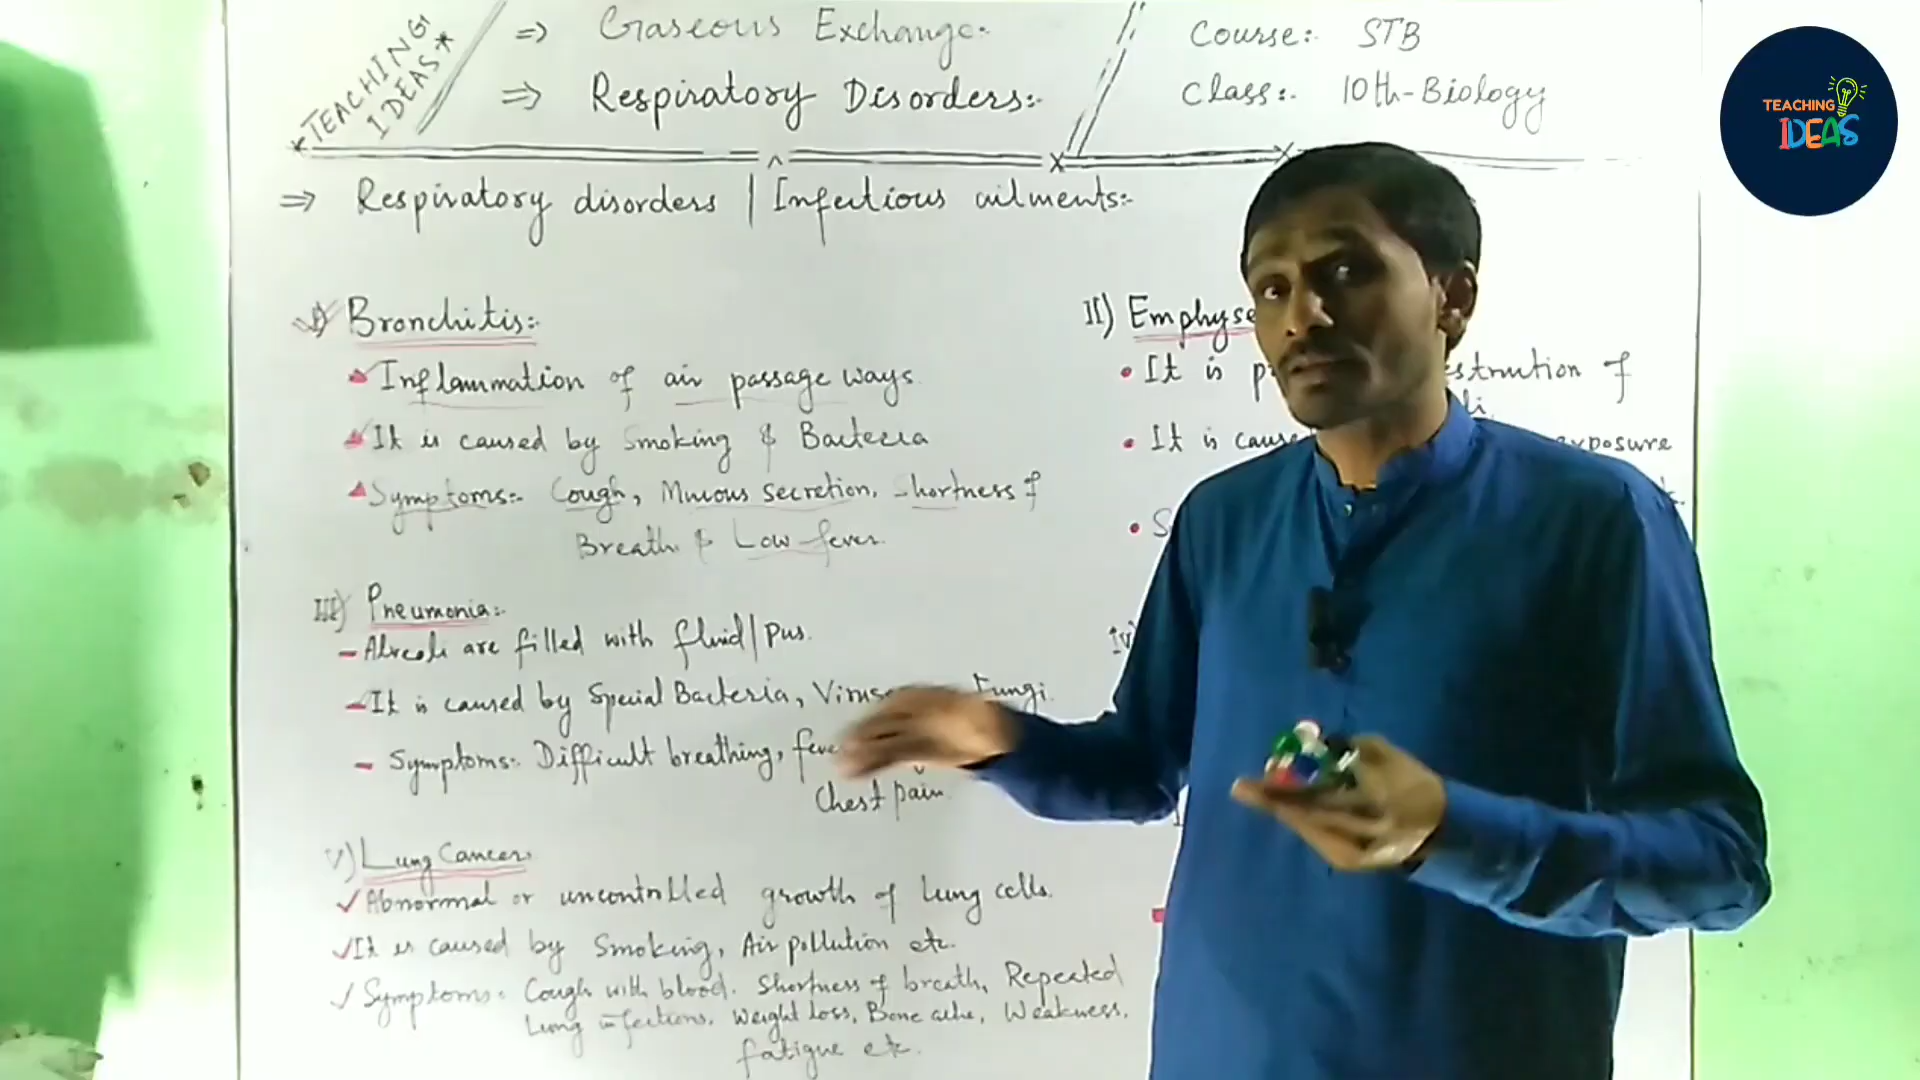 *TEACHING
IDEAS*
⇒ Gaseous Exchange:-
⇒ Respiratory Disorders:-
Course:- STB
Class:- 10th-Biology
TEACHING
IDEAS
⇒ Respiratory disorders | Infectious ailments:-
I) Bronchitis:-
Inflammation of air passage ways
It is caused by Smoking & Bacteria
Symptoms:- Cough, Mucous secretion, Shortness of
Breath & Low fever.
II) Emphyse
• It is
of
• It is
exposure
• S
III) Pneumonia:-
- Alveoli are filled with fluid/pus.
- It is caused by Special Bacteria, Virus Fungi.
- Symptoms:- Difficult breathing, feve
Chest pain.
iv)
V) Lung Cancer
✓ Abnormal or uncontrolled growth of lung cells.
✓ It is caused by Smoking, Air pollution etc.
✓ Symptoms:- Cough with blood. Shortness of breath, Repeated
Lung infections, Weight loss, Bone ache, Weakness,
fatigue etc.